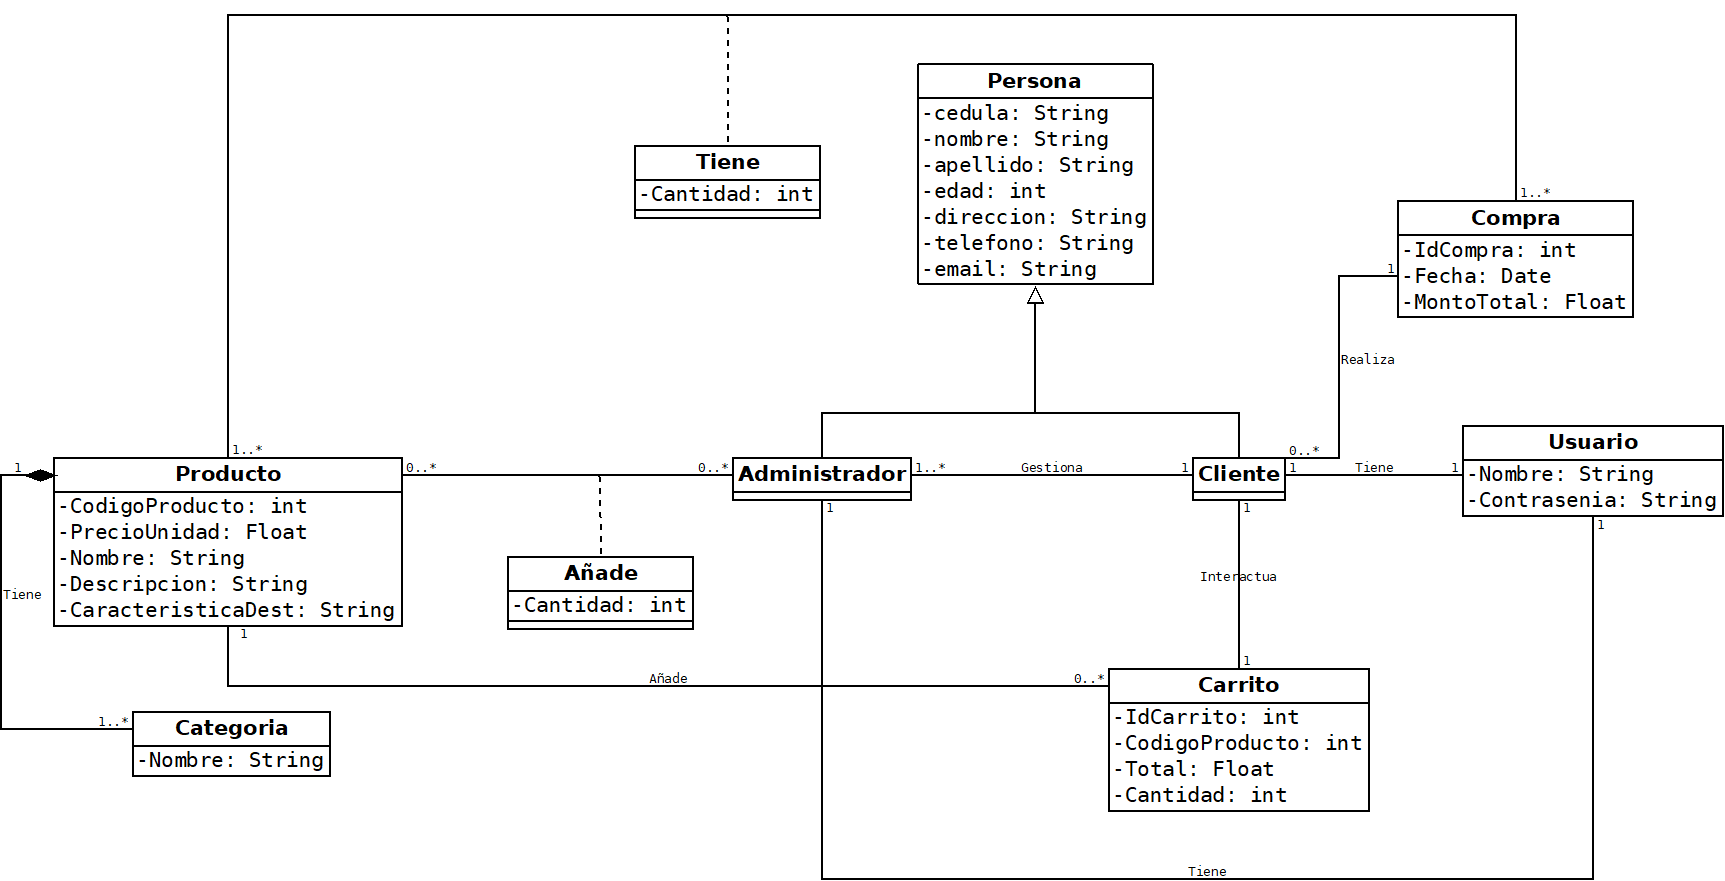 Persona
-cedula: String
-nombre: String
-apellido: String
-edad: int
-direccion: String
-telefono: String
-email: String
Tiene
-Cantidad: int
1..*
Compra
-IdCompra: int
-Fecha: Date
-MontoTotal: Float
1
Realiza
0..*
1..*
1
Producto
-CodigoProducto: int
-PrecioUnidad: Float
-Nombre: String
-Descripcion: String
-CaracteristicaDest: String
0..*
0..*
Administrador
1..*
Gestiona
1
Cliente
1
Tiene
1
Usuario
-Nombre: String
-Contrasenia: String
1
1
1
Añade
-Cantidad: int
Interactua
Tiene
1
1
Añade
0..*
Carrito
-IdCarrito: int
-CodigoProducto: int
-Total: Float
-Cantidad: int
1..*
Categoria
-Nombre: String
Tiene